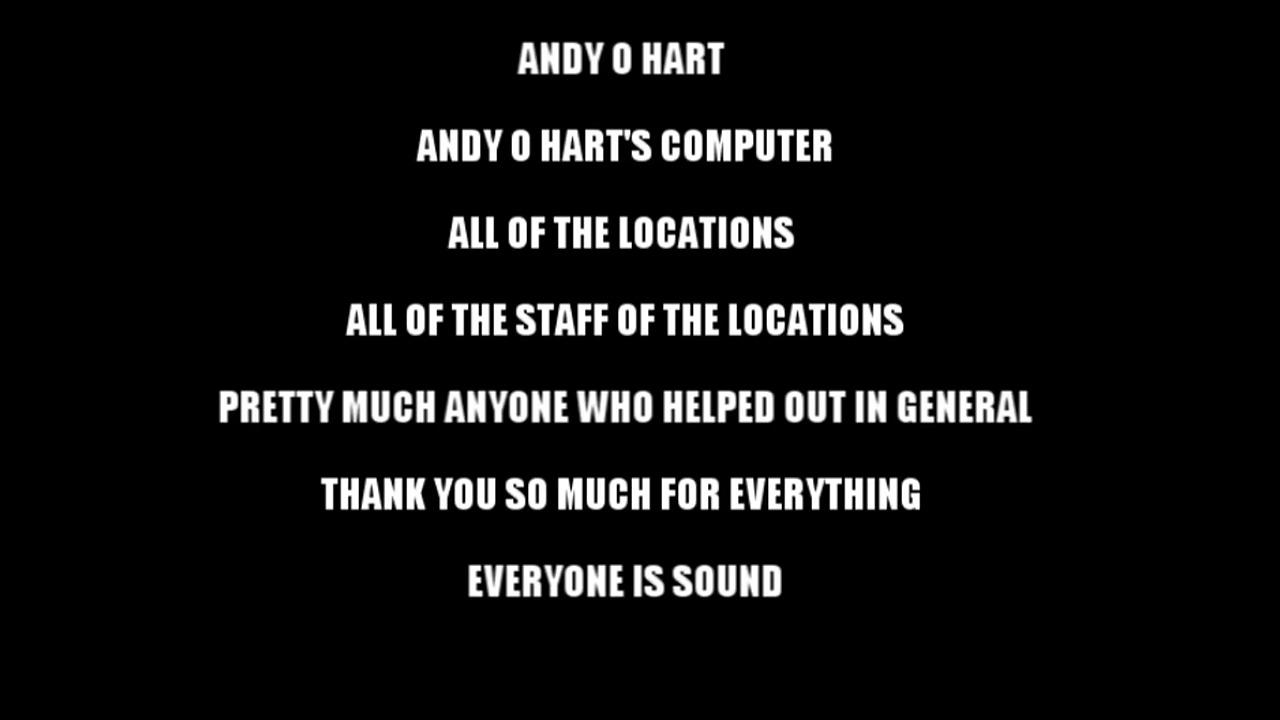 ANDY O HART
ANDY O HART'S COMPUTER
ALL OF THE LOCATIONS
ALL OF THE STAFF OF THE LOCATIONS
PRETTY MUCH ANYONE WHO HELPED OUT IN GENERAL
THANK YOU SO MUCH FOR EVERYTHING
EVERYONE IS SOUND